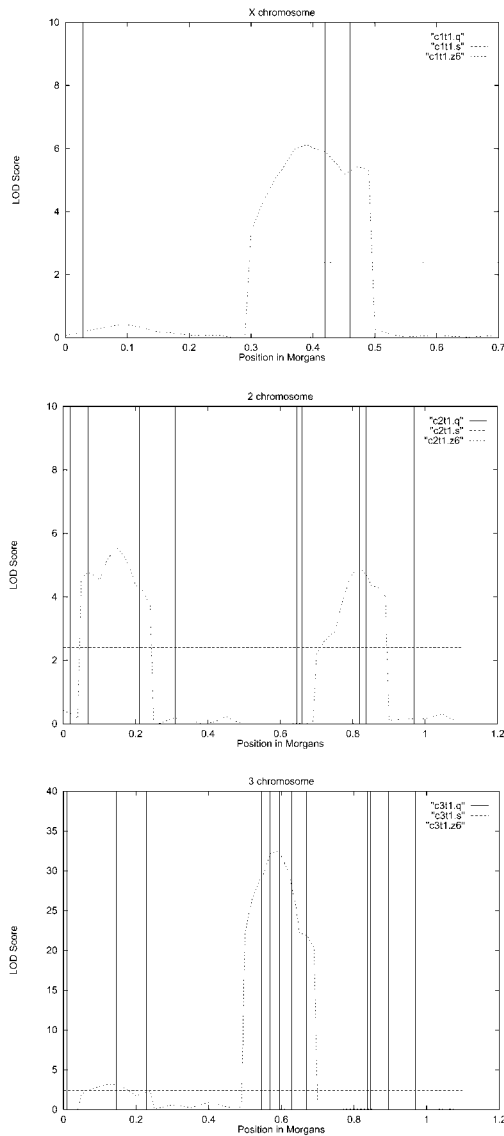 X chromosome
10
8
6
4
2
0
LOD Score
"c1t1.q"
"c1t1.s"
"c1t1.z6"
0 0.1 0.2 0.3 0.4 0.5 0.6 0.7
Position in Morgans
2 chromosome
10
8
6
4
2
0
LOD Score
"c2t1.q"
"c2t1.s"
"c2t1.z6"
0 0.2 0.4 0.6 0.8 1 1.2
Position in Morgans
3 chromosome
40
35
30
25
20
15
10
5
0
LOD Score
"c3t1.q"
"c3t1.s"
"c3t1.z6"
0 0.2 0.4 0.6 0.8 1 1.2
Position in Morgans